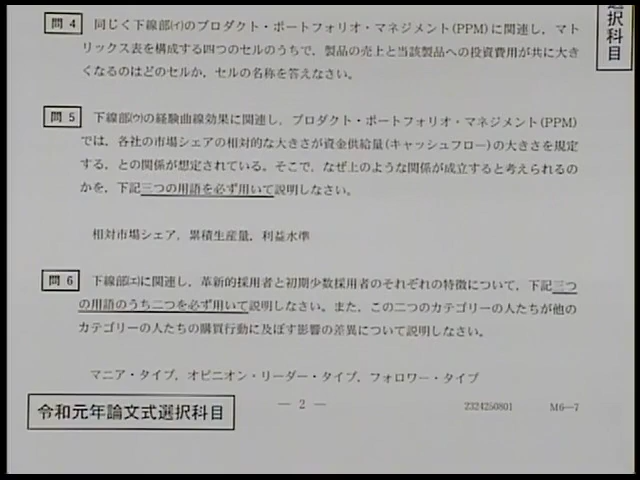 問 4 同じく下線部(イ)のプロダクト・ポートフォリオ・マネジメント(PPM)に関連し、マト
リックス表を構成する四つのセルのうちで、製品の売上と当該製品への投資費用が共に大き
くなるのはどのセルか、セルの名称を答えなさい。
選択科目
問 5 下線部(ウ)の経験曲線効果に関連し、プロダクト・ポートフォリオ・マネジメント(PPM)
では、各社の市場シェアの相対的な大きさが資金供給量(キャッシュフロー)の大きさを規定
する、との関係が想定されている。そこで、なぜ上のような関係が成立すると考えられるの
かを、下記三つの用語を必ず用いて説明しなさい。
相対市場シェア、累積生産量、利益水準
問 6 下線部(エ)に関連し、革新的採用者と初期少数採用者のそれぞれの特徴について、下記三つ
の用語のうち二つを必ず用いて説明しなさい。また、この二つのカテゴリーの人たちが他の
カテゴリーの人たちの購買行動に及ぼす影響の差異について説明しなさい。
マニア・タイプ、オピニオン・リーダー・タイプ、フォロワー・タイプ
令和元年論文式選択科目
— 2 —
2324250801
M6—7